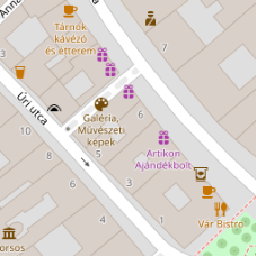 Tárnok
kávézó
és étterem
Úri utca
Galéria,
Művészeti
képek
10
8
6
5
3
1
1
Artikon
Ajándékbolt
Vár Bistro